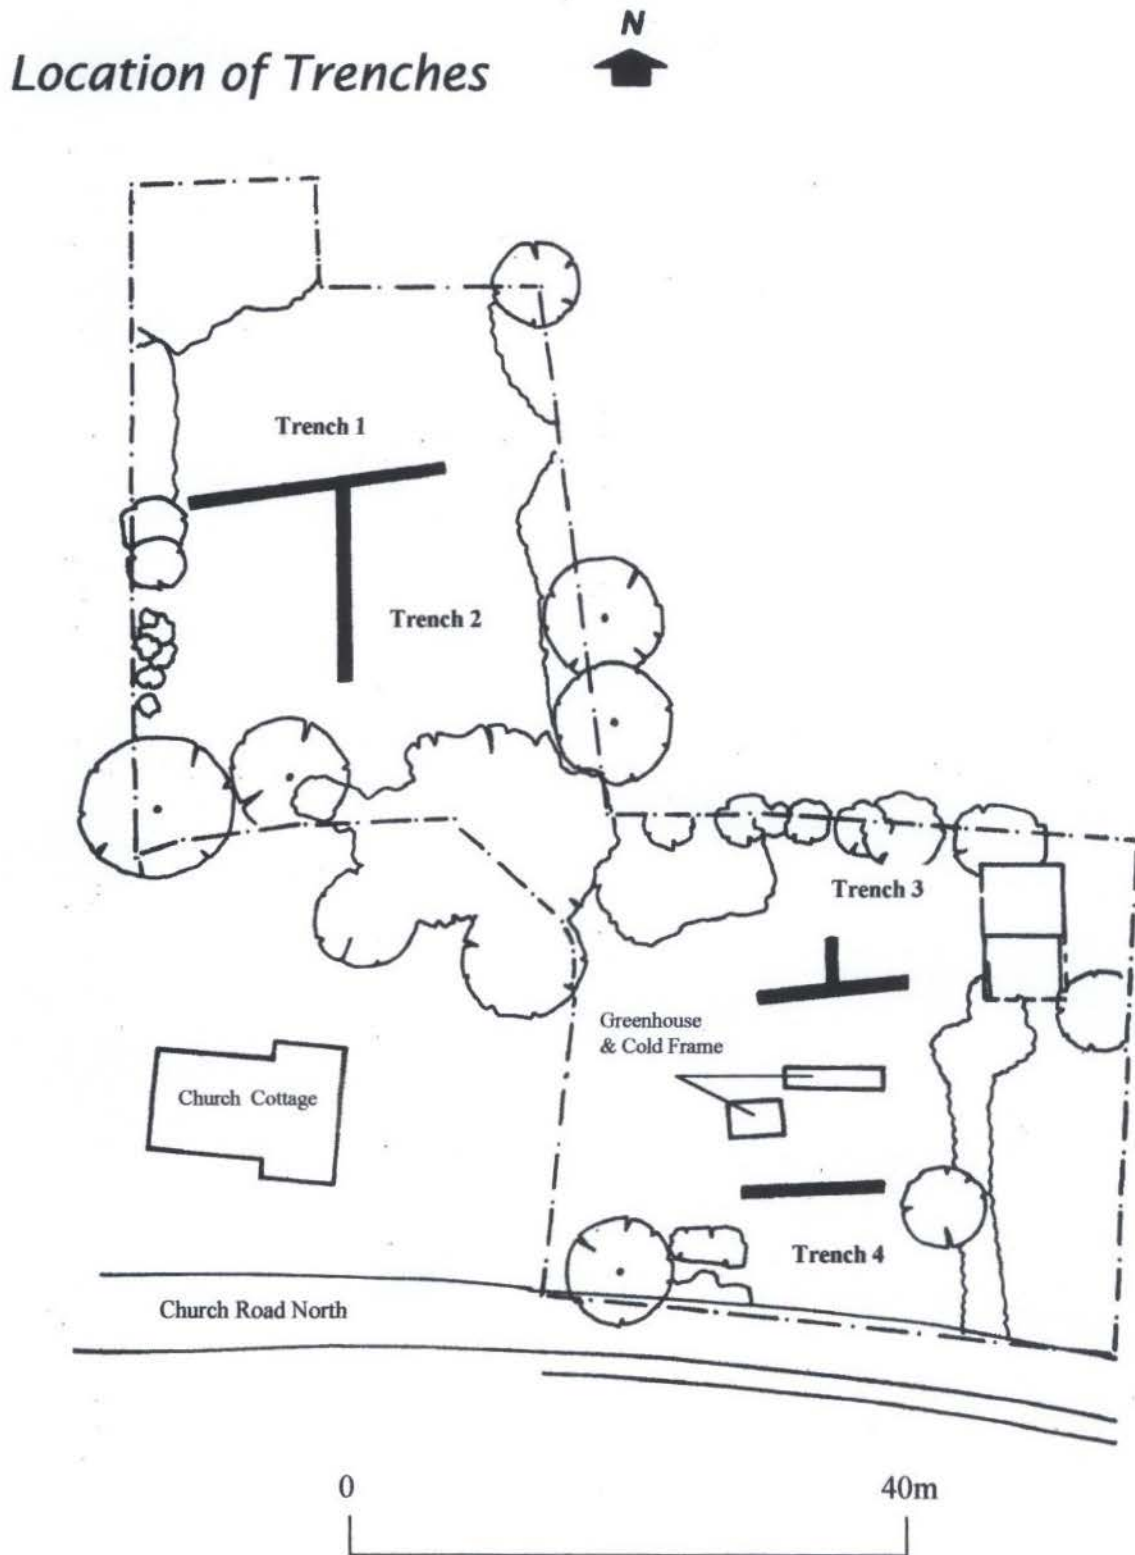 N
Location of Trenches
Trench 1
Trench 2
Trench 3
Greenhouse
& Cold Frame
Church Cottage
Trench 4
Church Road North
0 40m